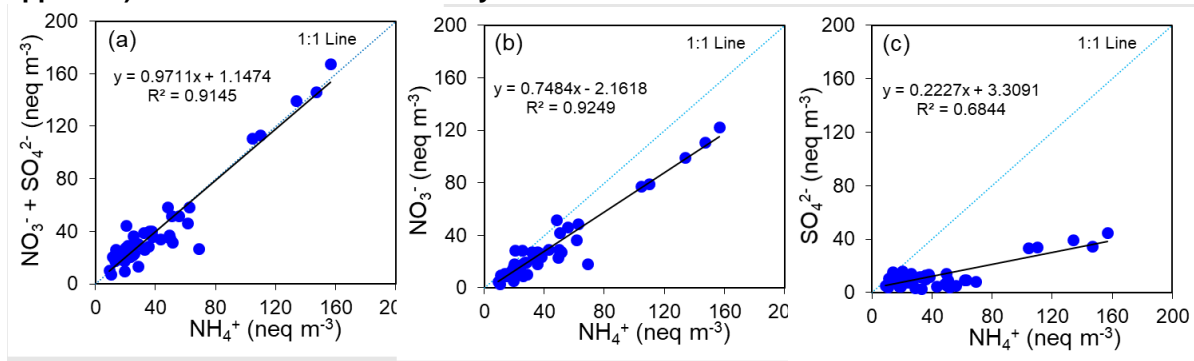 (a)
1:1 Line
y = 0.9711x + 1.1474
R² = 0.9145
NO₃⁻ + SO₄²⁻ (neq m⁻³)
200
160
120
80
40
0
0 40 80 120 160 20
NH₄⁺ (neq m⁻³)
(b)
1:1 Line
y = 0.7484x - 2.1618
R² = 0.9249
NO₃⁻ (neq m⁻³)
200
160
120
80
40
0
0 40 80 120 160 20
NH₄⁺ (neq m⁻³)
(c)
1:1 Line
y = 0.2227x + 3.3091
R² = 0.6844
SO₄²⁻ (neq m⁻³)
200
160
120
80
40
0
0 40 80 120 160 200
NH₄⁺ (neq m⁻³)